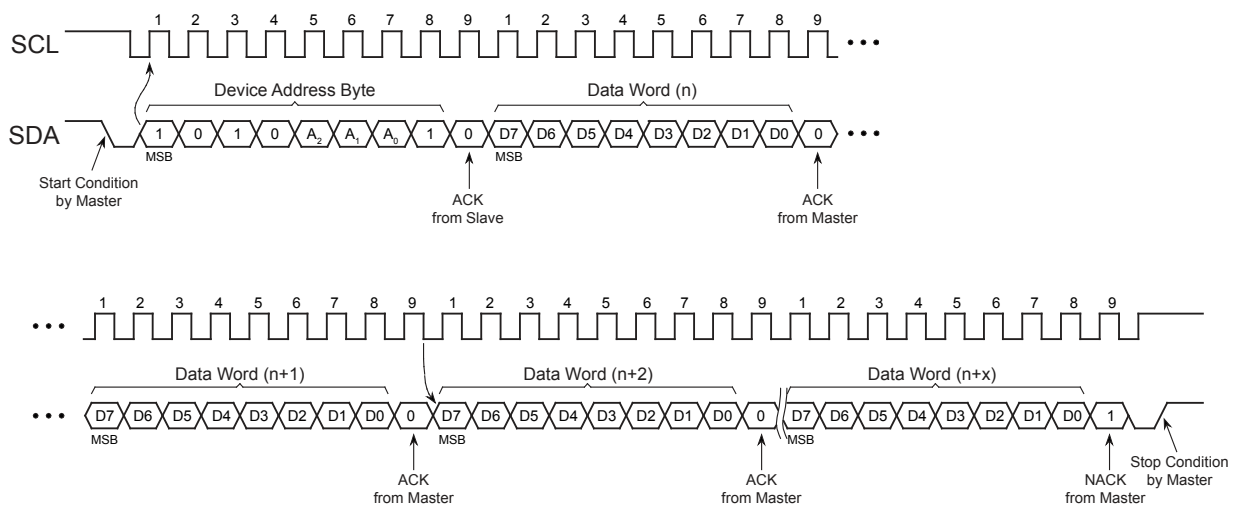 1 2 3 4 5 6 7 8 9 1 2 3 4 5 6 7 8 9
SCL
Device Address Byte Data Word (n)
SDA 1 0 1 0 A2 A1 A0 1 0 D7 D6 D5 D4 D3 D2 D1 D0 0
MSB MSB
Start Condition
by Master
ACK
from Slave
ACK
from Master
1 2 3 4 5 6 7 8 9 1 2 3 4 5 6 7 8 9 1 2 3 4 5 6 7 8 9
Data Word (n+1) Data Word (n+2) Data Word (n+x)
D7 D6 D5 D4 D3 D2 D1 D0 0 D7 D6 D5 D4 D3 D2 D1 D0 0 D7 D6 D5 D4 D3 D2 D1 D0 1
MSB MSB MSB
ACK
from Master
ACK
from Master
NACK
from Master
Stop Condition
by Master